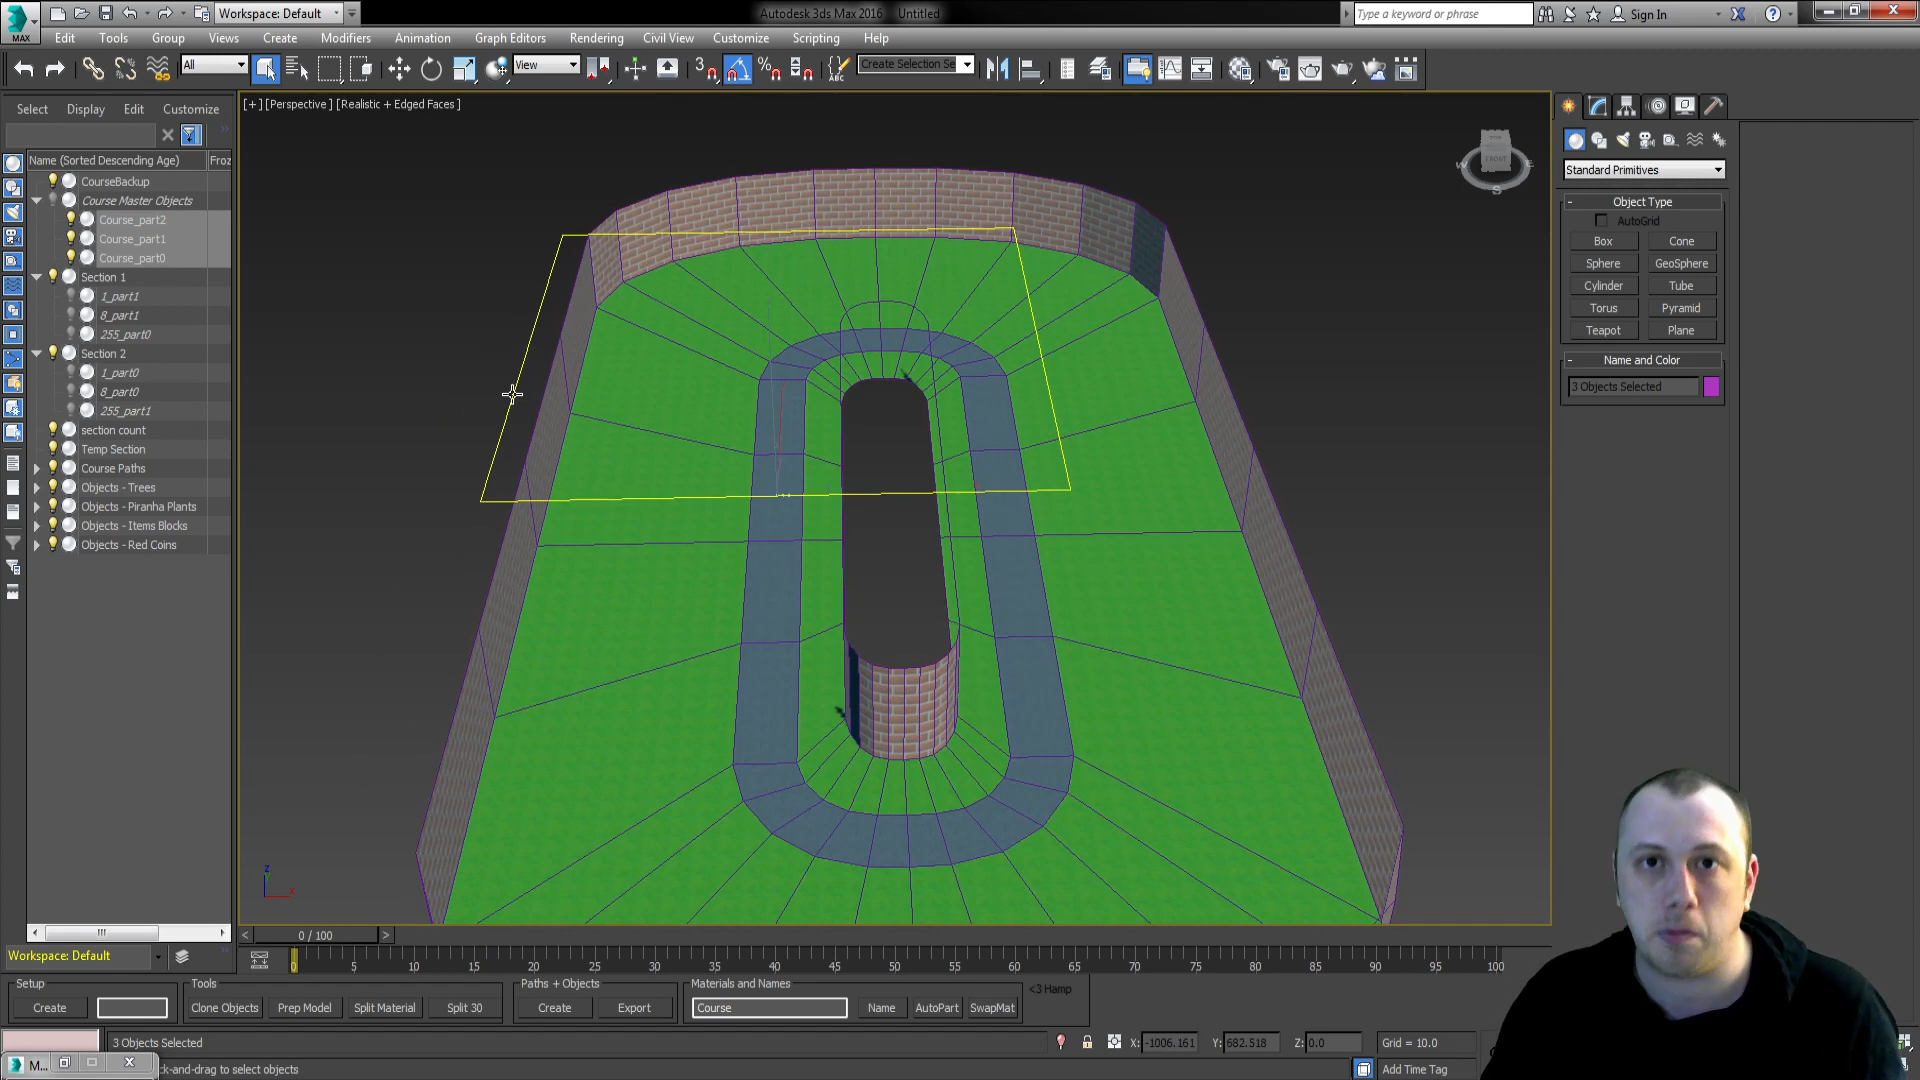 Workspace: Default
Autodesk 3ds Max 2016 Untitled
Type a keyword or phrase
Sign In
MAX
Edit Tools Group Views Create Modifiers Animation Graph Editors Rendering Civil View Customize Scripting Help
All
View
3
Create Selection Se
Select Display Edit Customize
[+] [Perspective] [Realistic + Edged Faces]
Name (Sorted Descending Age) Froz
CourseBackup
Course Master Objects
Course_part2
Course_part1
Course_part0
Section 1
1_part1
8_part1
255_part0
Section 2
1_part0
8_part0
255_part1
section count
Temp Section
Course Paths
Objects - Trees
Objects - Piranha Plants
Objects - Items Blocks
Objects - Red Coins
FRONT
W
E
S
Z
X
Standard Primitives
Object Type
AutoGrid
Box Cone
Sphere GeoSphere
Cylinder Tube
Torus Pyramid
Teapot Plane
Name and Color
3 Objects Selected
0 / 100
Workspace: Default
0 5 10 15 20 25 30 35 40 45 50 55 60 65 70 75 80 85 90 95 100
Setup Tools Paths + Objects Materials and Names <3 Hamp
Create Clone Objects Prep Model Split Material Split 30 Create Export Course Name AutoPart SwapMat
3 Objects Selected
X: -1006.161 Y: 682.518 Z: 0.0 Grid = 10.0
M...
ck-and-drag to select objects
Add Time Tag